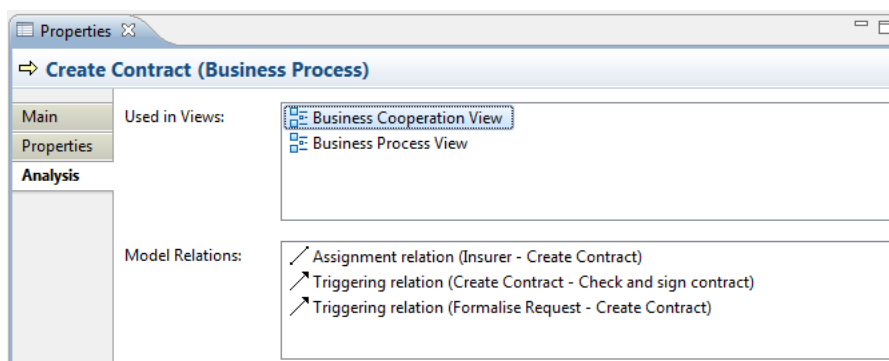 Properties
Create Contract (Business Process)
Main
Properties
Analysis
Used in Views:
Business Cooperation View
Business Process View
Model Relations:
Assignment relation (Insurer - Create Contract)
Triggering relation (Create Contract - Check and sign contract)
Triggering relation (Formalise Request - Create Contract)